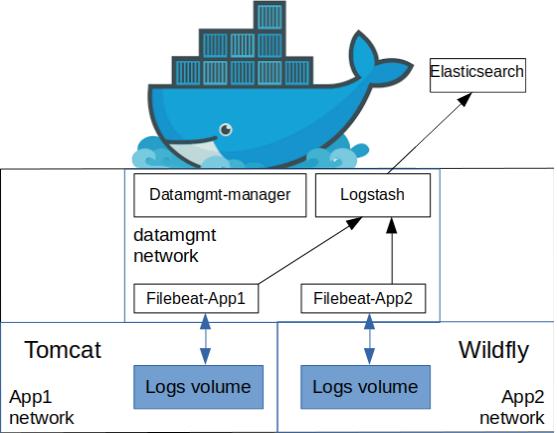 Elasticsearch
Datamgmt-manager
Logstash
datamgmt
network
Filebeat-App1
Filebeat-App2
Tomcat
Wildfly
Logs volume
Logs volume
App1
network
App2
network